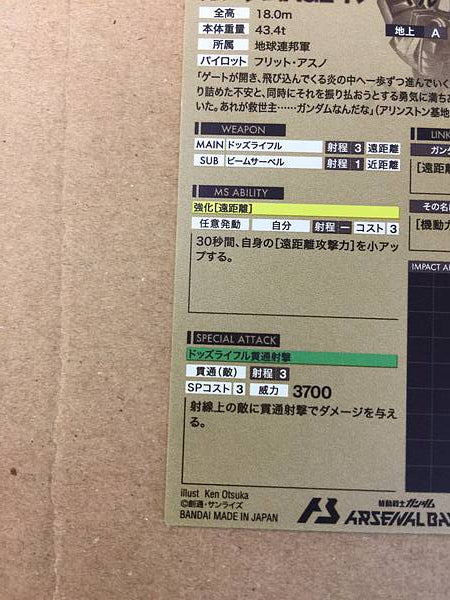 全高 18.0m
本体重量 43.4t
地上 A
所属 地球連邦軍
パイロット フリット・アスノ
「ゲートが開き、飛び込んでくる炎の中へ一歩ずつ進んでいく
り詰めた不安と、同時にそれを振り払おうとする勇気に満ちあ
いた。あれが救世主……ガンダムなんだな」（アリンストン基地
WEAPON
MAIN ドッズライフル 射程 3 遠距離
SUB ビームサーベル 射程 1 近距離
LINK
ガン
[遠距
MS ABILITY
強化[遠距離]
任意発動 自分 射程 ー コスト 3
30秒間、自身の[遠距離攻撃力]を小アッ
プする。
その名
[機動
IMPACT AR
SPECIAL ATTACK
ドッズライフル貫通射撃
貫通(敵) 射程 3
SPコスト 3 威力 3700
射線上の敵に貫通射撃でダメージを与え
る。
illust Ken Otsuka
©創通・サンライズ
BANDAI MADE IN JAPAN
機動戦士ガンダム
ARSENAL BA